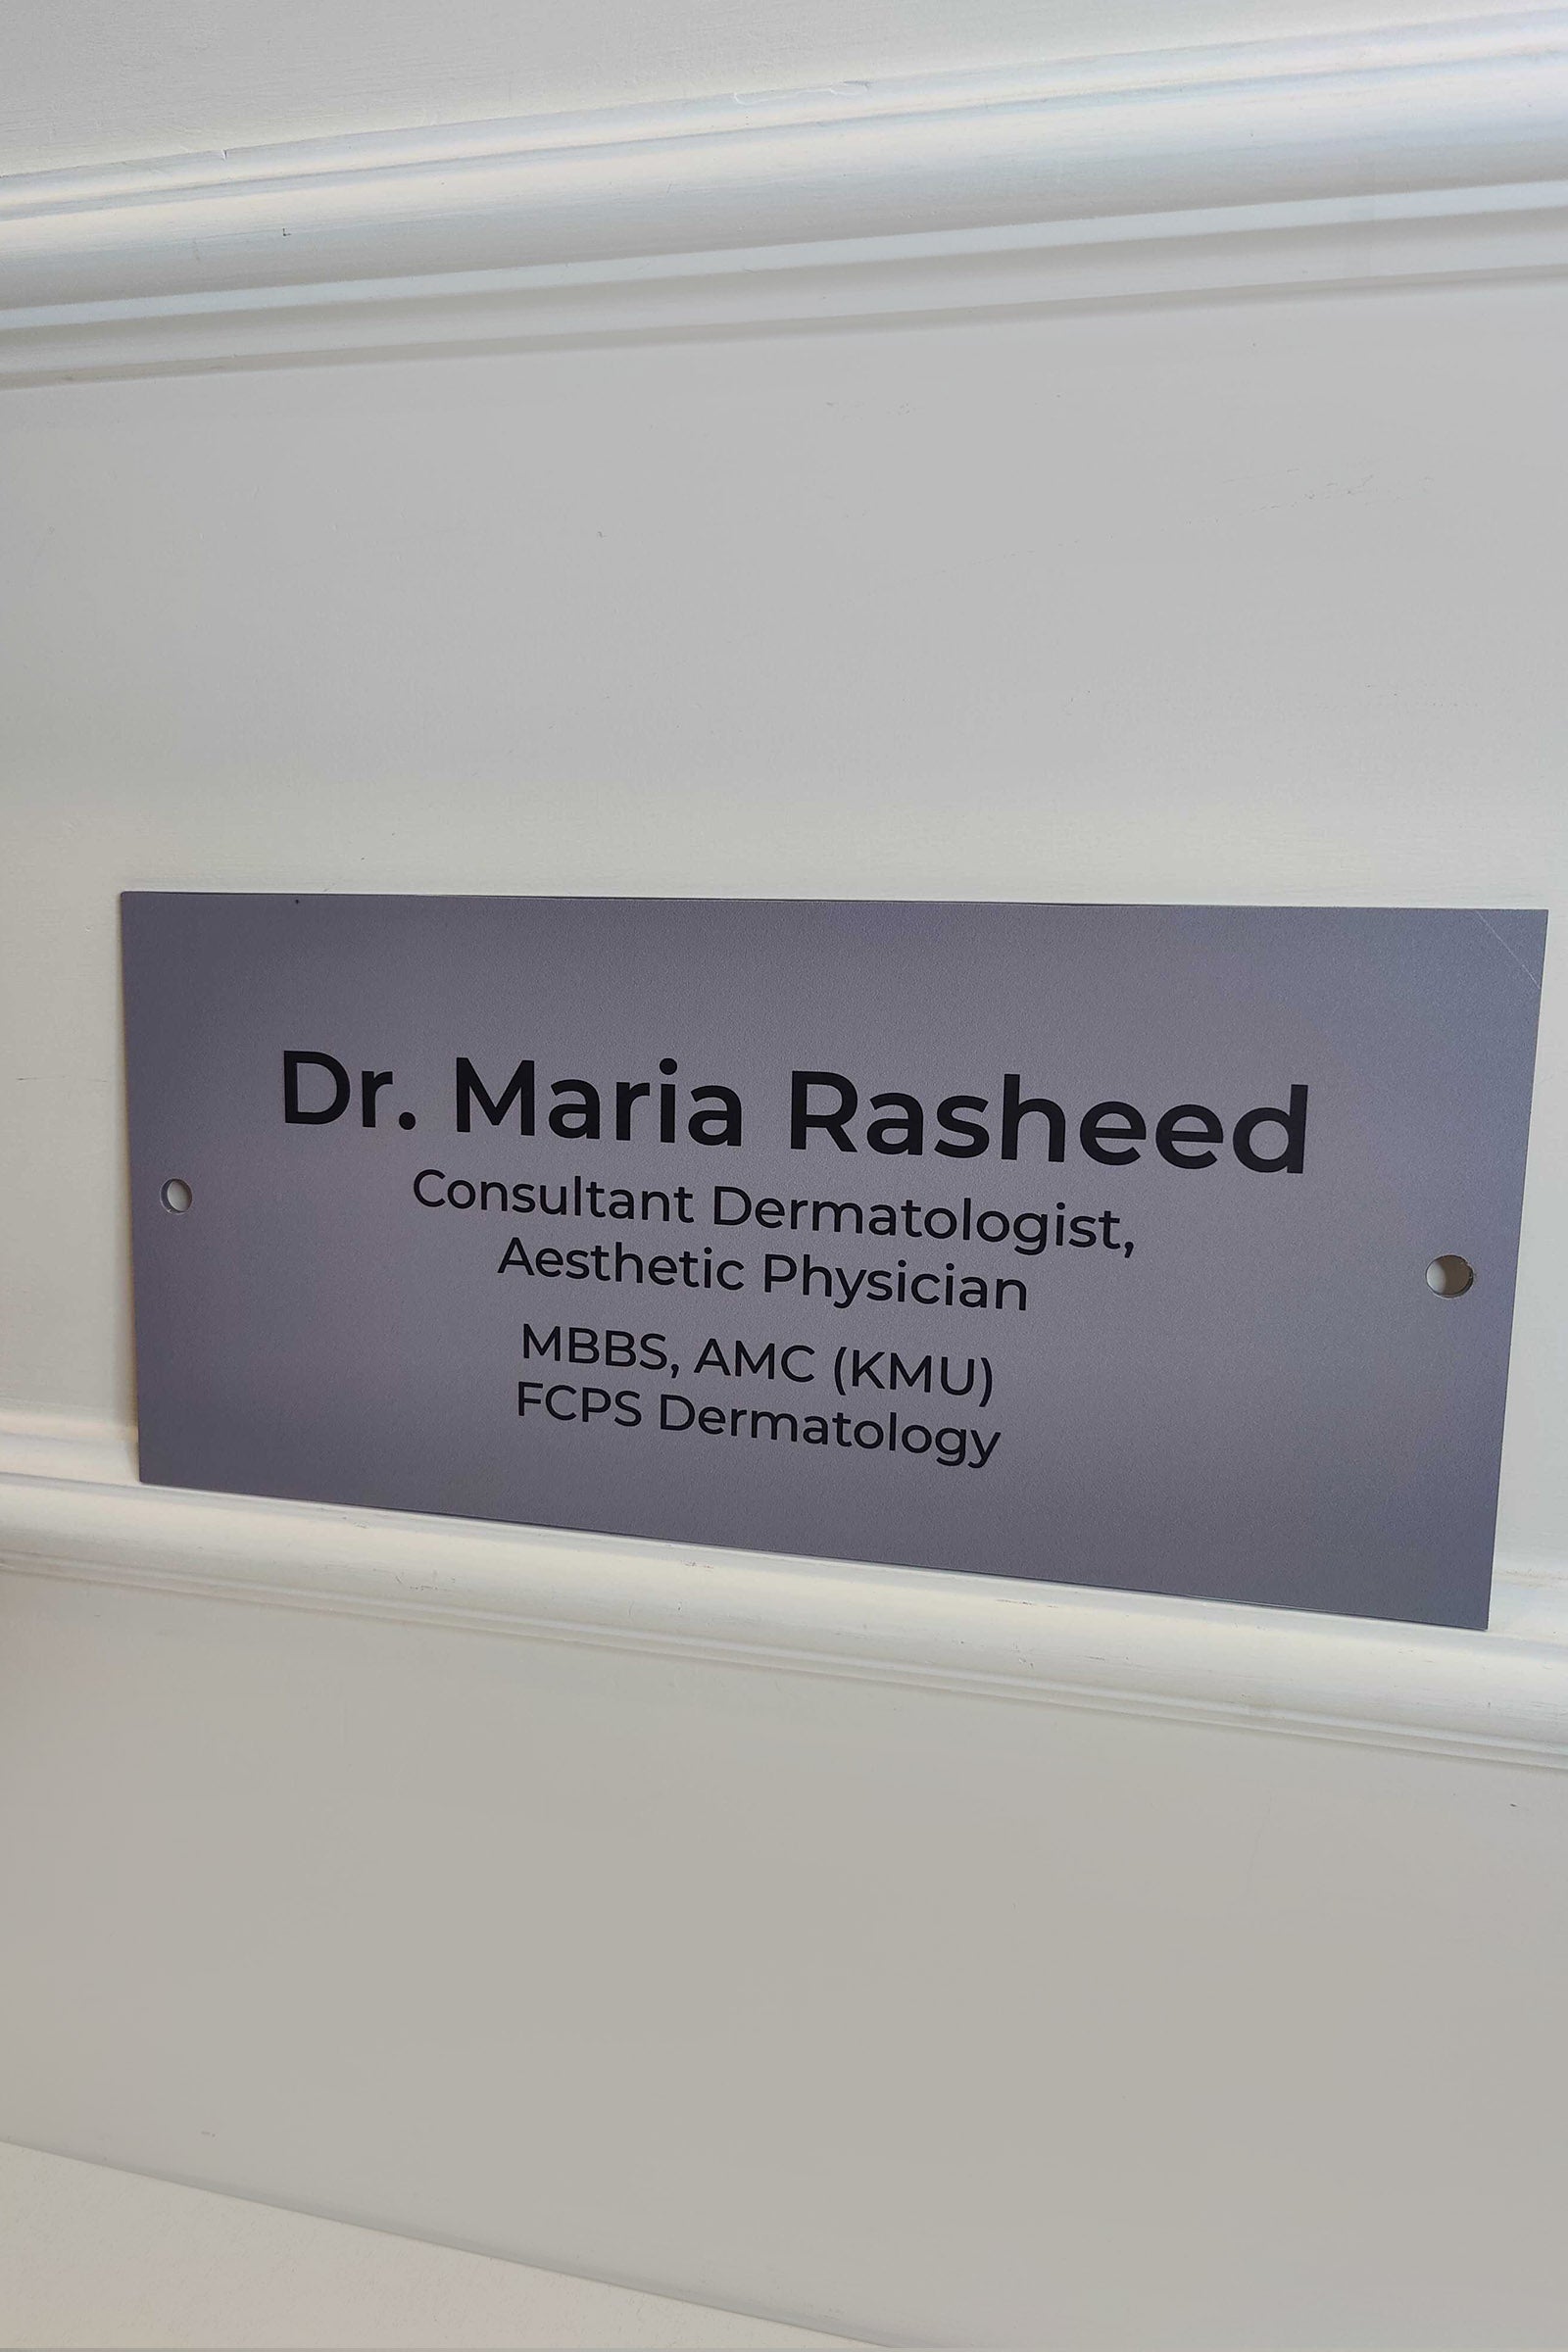 Dr. Maria Rasheed
Consultant Dermatologist,
Aesthetic Physician
MBBS, AMC (KMU)
FCPS Dermatology